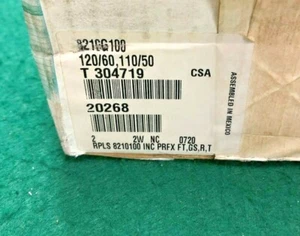 8210G100
120/60,110/50
T 304719 CSA
20268
2 2W NC 0720
RPLS 8210100 INC PRFX FT,GS,R,T
ASSEMBLED IN MEXICO